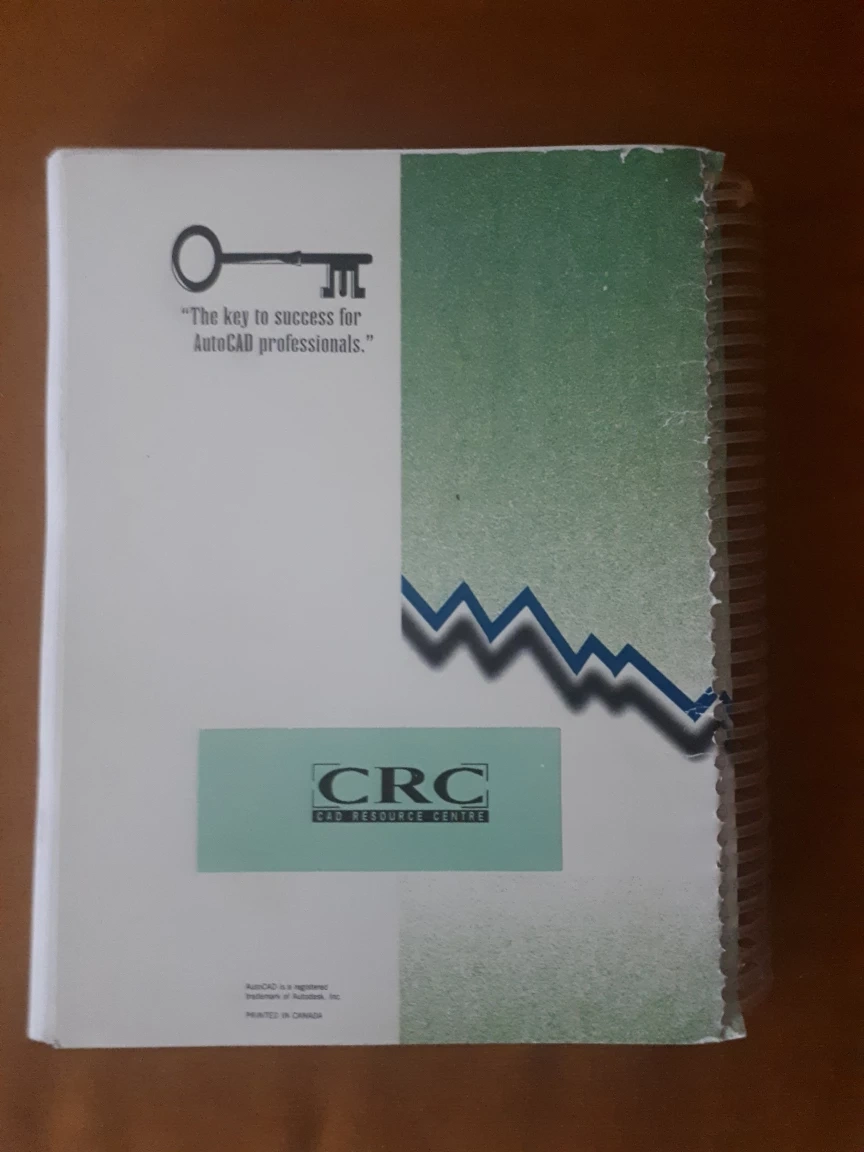 “The key to success for
AutoCAD professionals.”
CRC
CAD RESOURCE CENTRE
AutoCAD is a registered
trademark of Autodesk, Inc.
PRINTED IN CANADA